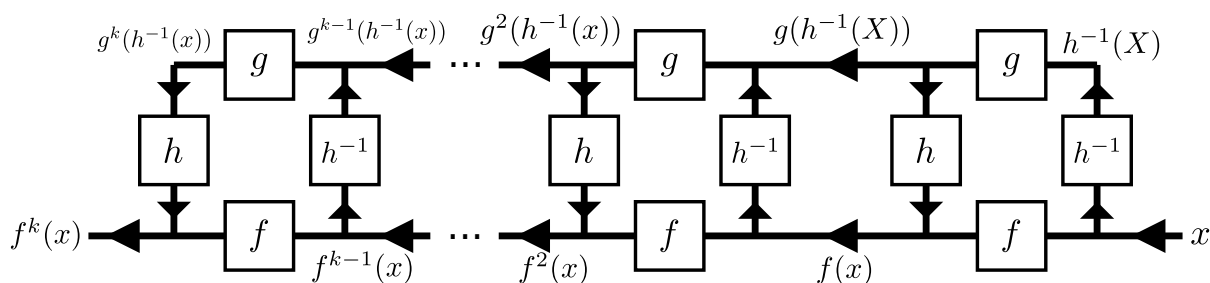 g^k(h^{-1}(x)) g g^{k-1}(h^{-1}(x)) ... g^2(h^{-1}(x)) g g(h^{-1}(X)) g h^{-1}(X)
h h^{-1} h h^{-1} h h^{-1}
f^k(x) f f^{k-1}(x) ... f^2(x) f f(x) f x